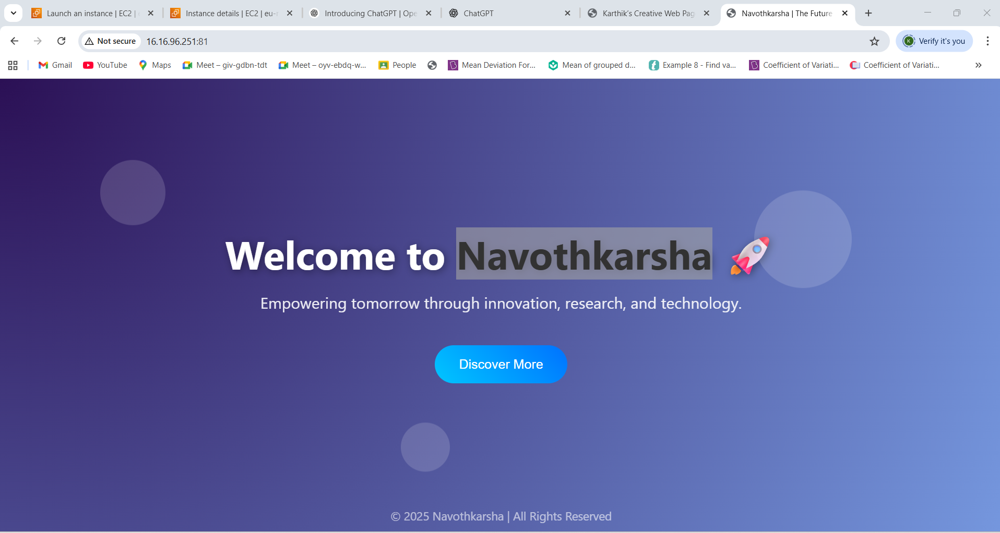 Launch an instance | EC2 |
Instance details | EC2 | eu-
Introducing ChatGPT | Ope
ChatGPT
Karthik’s Creative Web Pag
Navothkarsha | The Future
Not secure
16.16.96.251:81
K
Verify it's you
Gmail
YouTube
Maps
Meet – giv-gdbn-tdt
Meet – oyv-ebdq-w...
People
Mean Deviation For...
Mean of grouped d...
Example 8 - Find va...
Coefficient of Variati...
Coefficient of Variati...
Welcome to Navothkarsha 🚀
Empowering tomorrow through innovation, research, and technology.
Discover More
© 2025 Navothkarsha | All Rights Reserved